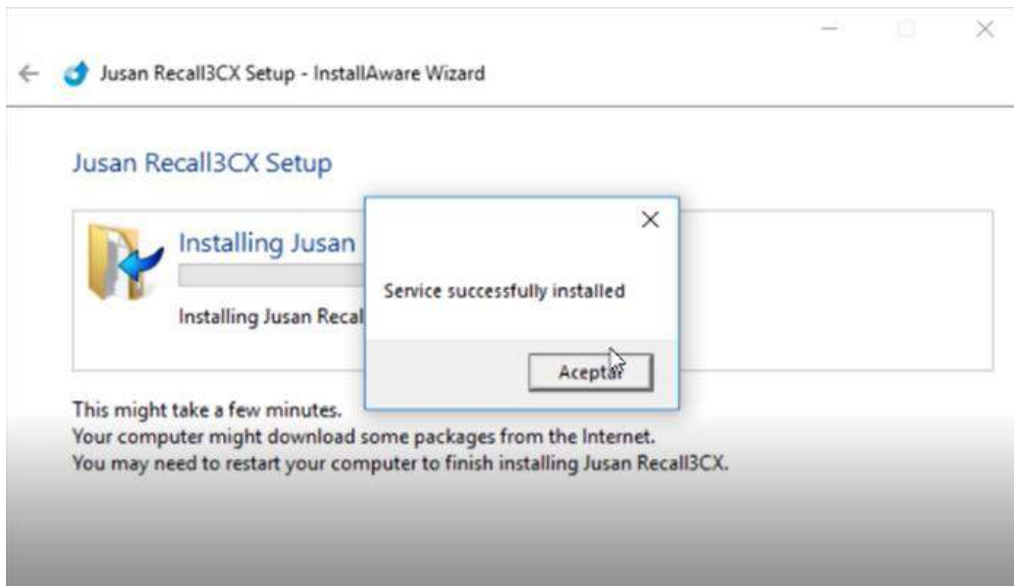 Jusan Recall3CX Setup - InstallAware Wizard
Jusan Recall3CX Setup
Installing Jusan
Installing Jusan Recal
Service successfully installed
Aceptar
This might take a few minutes.
Your computer might download some packages from the Internet.
You may need to restart your computer to finish installing Jusan Recall3CX.